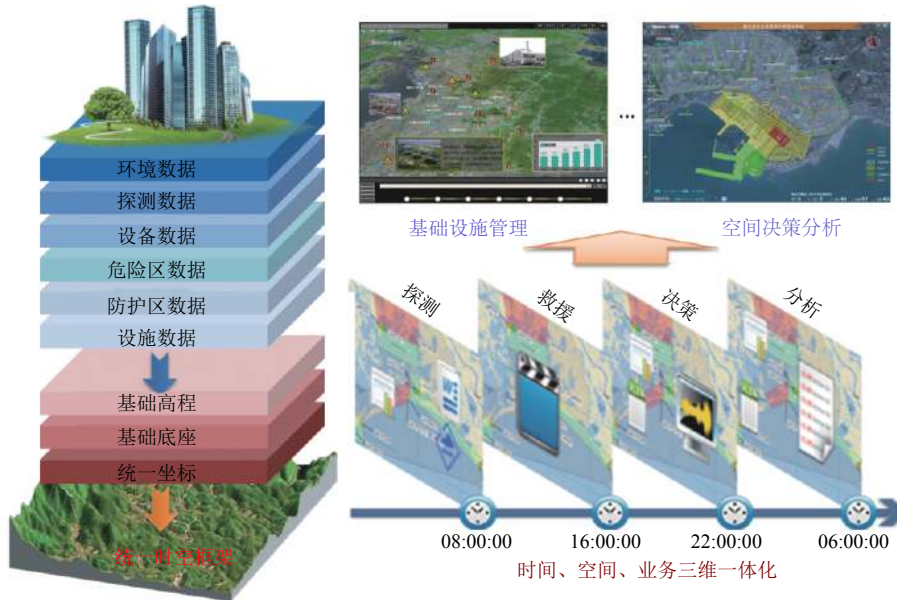 环境数据
探测数据
设备数据
危险区数据
防护区数据
设施数据
基础高程
基础底座
统一坐标
统一时空框架
...
基础设施管理
空间决策分析
探测
救援
决策
分析
08:00:00
16:00:00
22:00:00
06:00:00
时间、空间、业务三维一体化